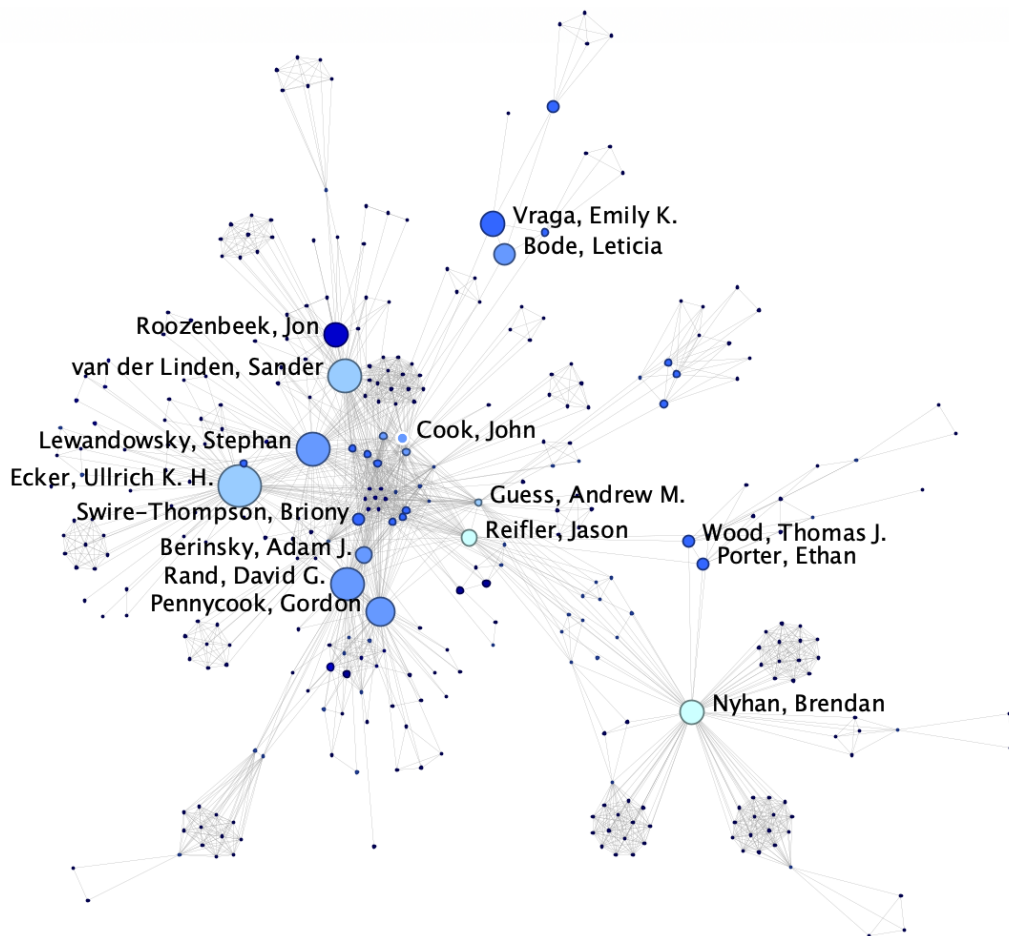 Vraga, Emily K.
Bode, Leticia
Roozenbeek, Jon
van der Linden, Sander
Cook, John
Lewandowsky, Stephan
Ecker, Ullrich K. H.
Guess, Andrew M.
Swire-Thompson, Briony
Reifler, Jason
Wood, Thomas J.
Berinsky, Adam J.
Porter, Ethan
Rand, David G.
Pennycook, Gordon
Nyhan, Brendan